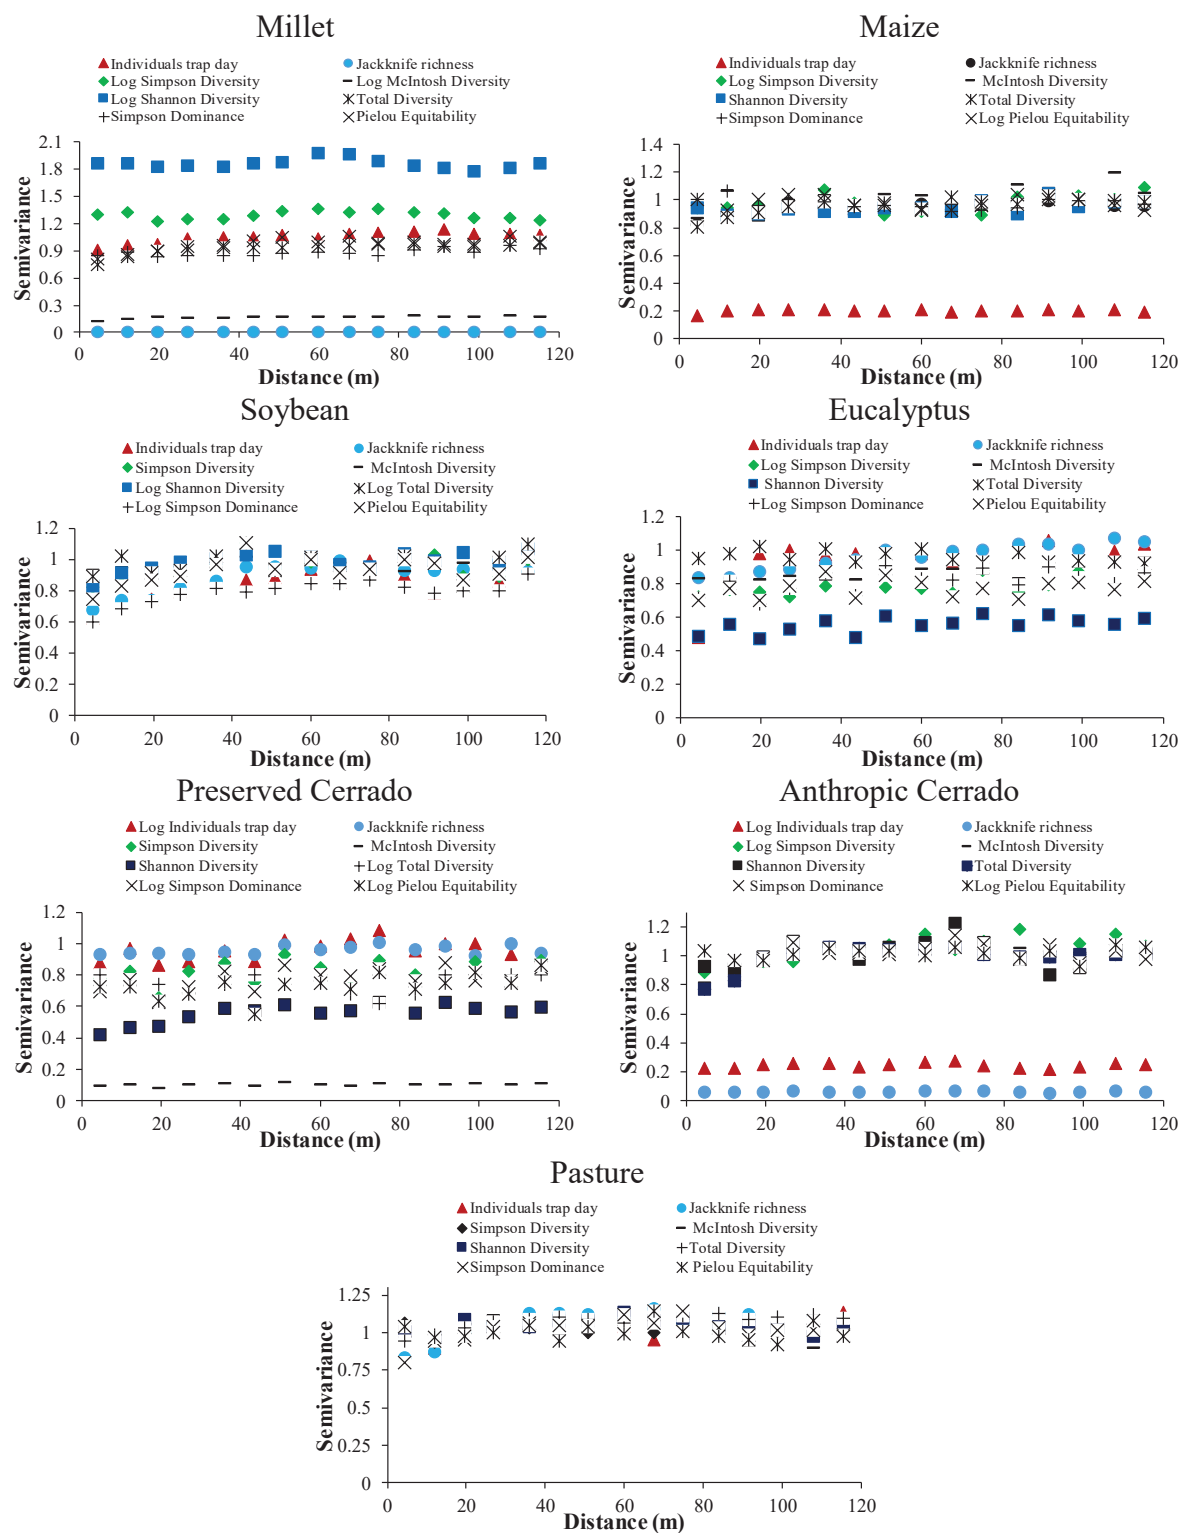 Millet
Individuals trap day
Jackknife richness
Log Simpson Diversity
Log McIntosh Diversity
Log Shannon Diversity
Total Diversity
Simpson Dominance
Pielou Equitability
Semivariance
2.1
1.8
1.5
1.2
0.9
0.6
0.3
0
0 20 40 60 80 100 120
Distance (m)
Maize
Individuals trap day
Jackknife richness
Log Simpson Diversity
McIntosh Diversity
Shannon Diversity
Total Diversity
Simpson Dominance
Log Pielou Equitability
Semivariance
1.4
1.2
1
0.8
0.6
0.4
0.2
0
0 20 40 60 80 100 120
Distance (m)
Soybean
Individuals trap day
Jackknife richness
Simpson Diversity
McIntosh Diversity
Log Shannon Diversity
Log Total Diversity
Log Simpson Dominance
Pielou Equitability
Semivariance
1.2
1
0.8
0.6
0.4
0.2
0
0 20 40 60 80 100 120
Distance (m)
Eucalyptus
Individuals trap day
Jackknife richness
Log Simpson Diversity
McIntosh Diversity
Shannon Diversity
Total Diversity
Log Simpson Dominance
Pielou Equitability
Semivariance
1.2
1
0.8
0.6
0.4
0.2
0
0 20 40 60 80 100 120
Distance (m)
Preserved Cerrado
Log Individuals trap day
Jackknife richness
Simpson Diversity
McIntosh Diversity
Shannon Diversity
Log Total Diversity
Log Simpson Dominance
Log Pielou Equitability
Semivariance
1.2
1
0.8
0.6
0.4
0.2
0
0 20 40 60 80 100 120
Distance (m)
Anthropic Cerrado
Log Individuals trap day
Jackknife richness
Log Simpson Diversity
McIntosh Diversity
Shannon Diversity
Total Diversity
Simpson Dominance
Log Pielou Equitability
Semivariance
1.2
1
0.8
0.6
0.4
0.2
0
0 20 40 60 80 100 120
Distance (m)
Pasture
Individuals trap day
Jackknife richness
Simpson Diversity
McIntosh Diversity
Shannon Diversity
Total Diversity
Simpson Dominance
Pielou Equitability
Semivariance
1.25
1
0.75
0.5
0.25
0
0 20 40 60 80 100 120
Distance (m)